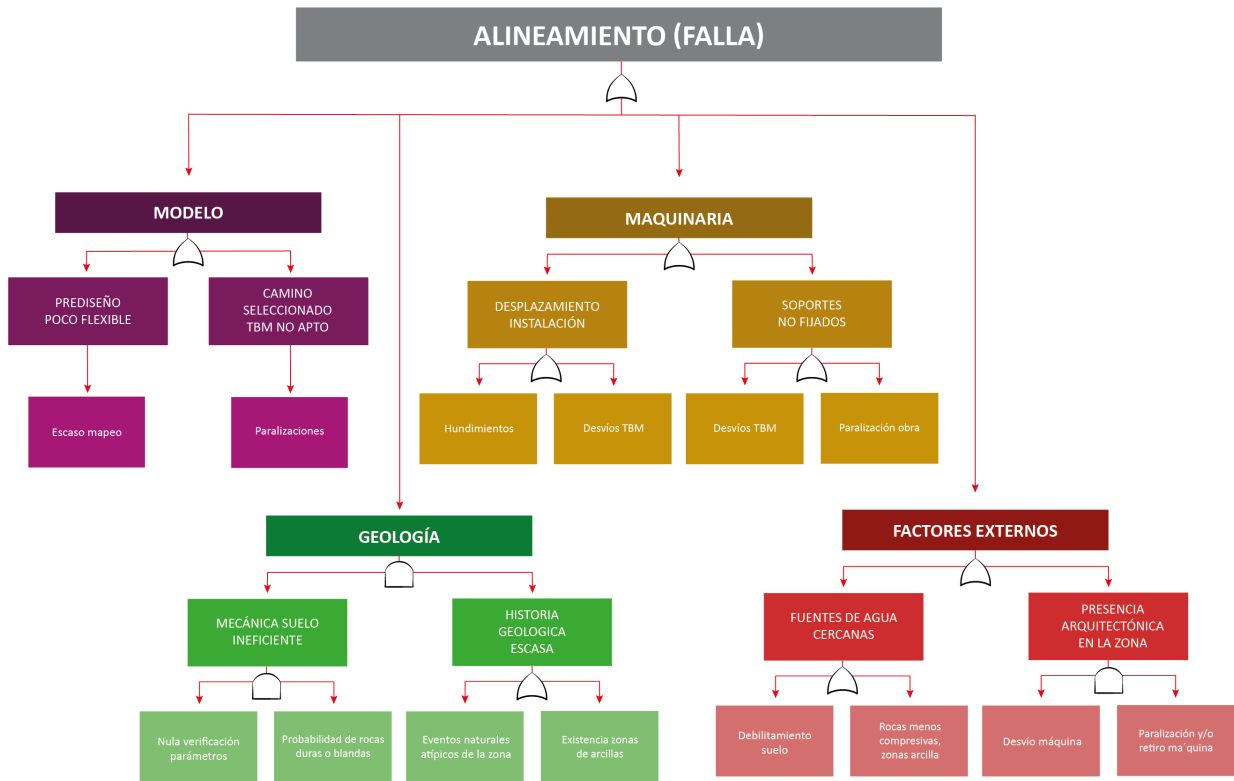 ALINEAMIENTO (FALLA)
MODELO
MAQUINARIA
PREDISEÑO
POCO FLEXIBLE
CAMINO
SELECCIONADO
TBM NO APTO
DESPLAZAMIENTO
INSTALACIÓN
SOPORTES
NO FIJADOS
Escaso mapeo
Paralizaciones
Hundimientos
Desvíos TBM
Desvíos TBM
Paralización obra
GEOLOGÍA
FACTORES EXTERNOS
MECÁNICA SUELO
INEFICIENTE
HISTORIA
GEOLOGICA
ESCASA
FUENTES DE AGUA
CERCANAS
PRESENCIA
ARQUITECTÓNICA
EN LA ZONA
Nula verificación
parámetros
Probabilidad de rocas
duras o blandas
Eventos naturales
atípicos de la zona
Existencia zonas
de arcillas
Debilitamiento
suelo
Rocas menos
compresivas,
zonas arcilla
Desvío máquina
Paralización y/o
retiro ma´quina